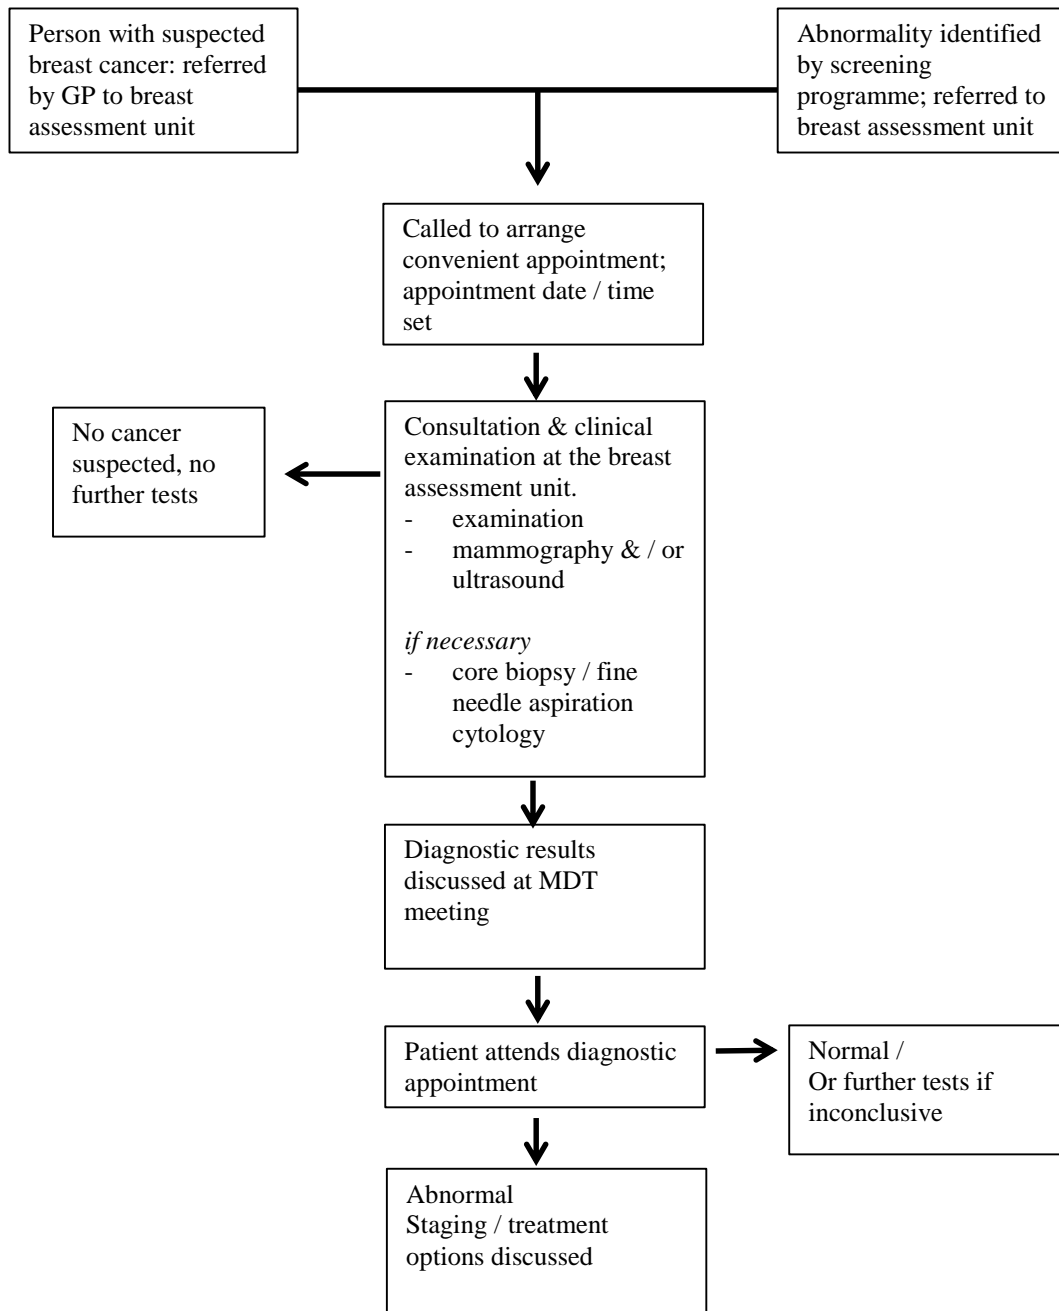 Person with suspected
breast cancer: referred
by GP to breast
assessment unit
Abnormality identified
by screening
programme; referred to
breast assessment unit
Called to arrange
convenient appointment;
appointment date / time
set
No cancer
suspected, no
further tests
Consultation & clinical
examination at the breast
assessment unit.
- examination
- mammography & / or
ultrasound
if necessary
- core biopsy / fine
needle aspiration
cytology
Diagnostic results
discussed at MDT
meeting
Patient attends diagnostic
appointment
Normal /
Or further tests if
inconclusive
Abnormal
Staging / treatment
options discussed